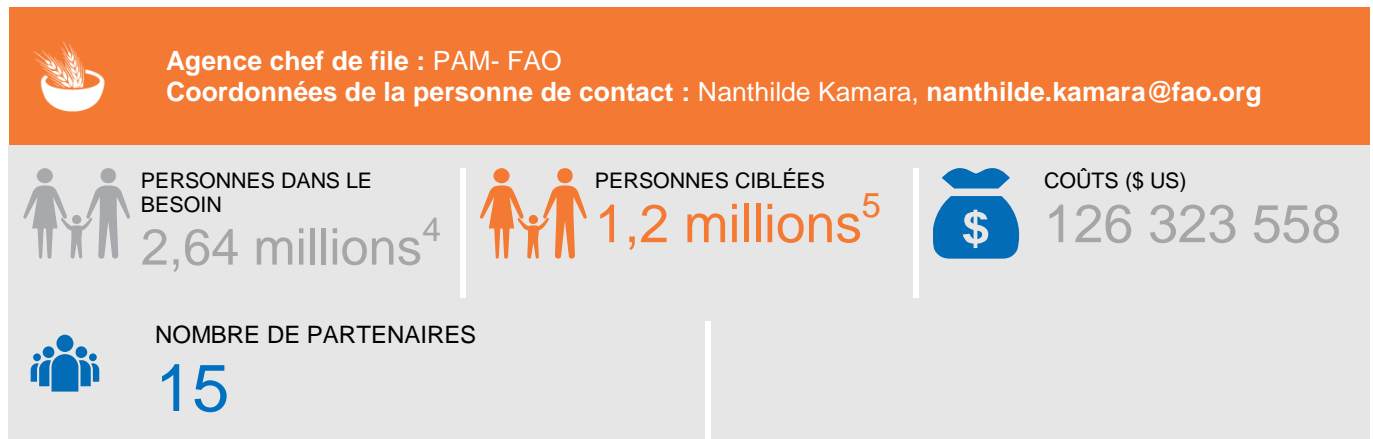 Agence chef de file : PAM- FAO
Coordonnées de la personne de contact : Nanthilde Kamara, nanthilde.kamara@fao.org
PERSONNES DANS LE
BESOIN
2,64 millions4
PERSONNES CIBLÉES
1,2 millions5
COÛTS ($ US)
$
126 323 558
NOMBRE DE PARTENAIRES
15